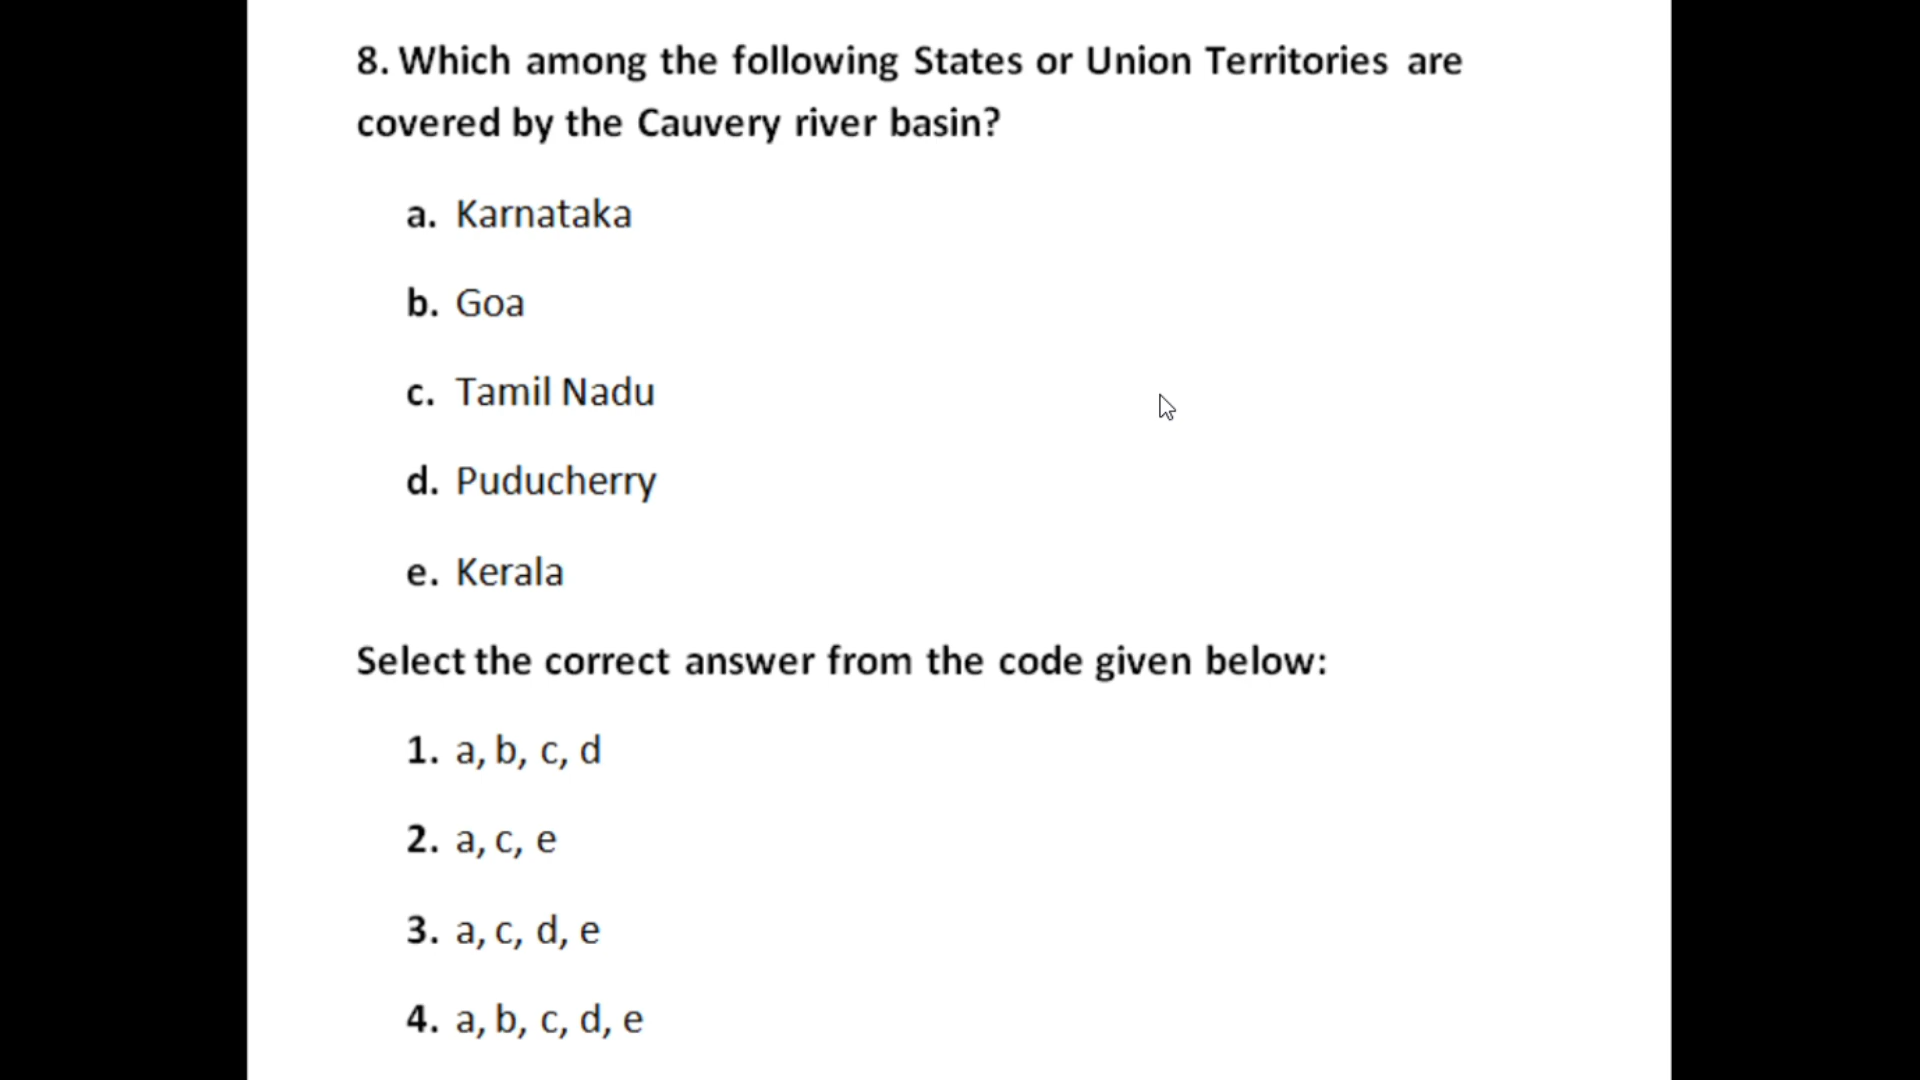 8. Which among the following States or Union Territories are
covered by the Cauvery river basin?
a. Karnataka
b. Goa
c. Tamil Nadu
d. Puducherry
e. Kerala
Select the correct answer from the code given below:
1. a, b, c, d
2. a, c, e
3. a, c, d, e
4. a, b, c, d, e